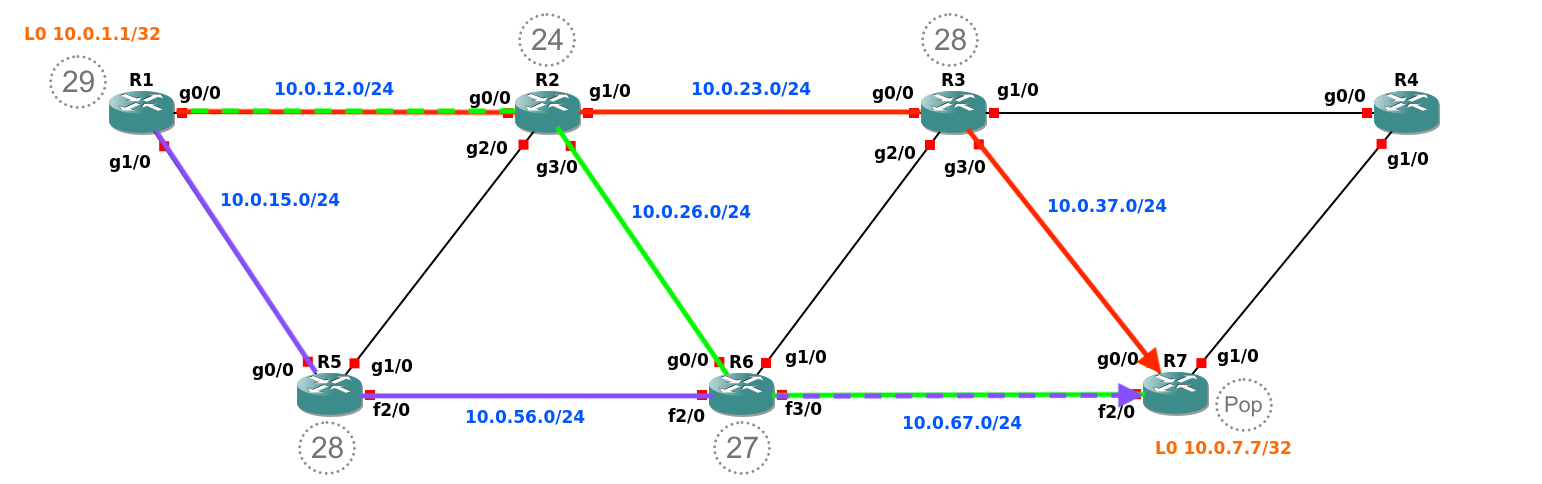 L0 10.0.1.1/32
24
28
29
R1
R2
R3
R4
g0/0
10.0.12.0/24
g0/0
g1/0
10.0.23.0/24
g0/0
g1/0
g0/0
g1/0
g2/0
g3/0
g2/0
g3/0
g1/0
10.0.15.0/24
10.0.26.0/24
10.0.37.0/24
g0/0
R5
g1/0
g0/0
R6
g1/0
g0/0
R7
g1/0
f2/0
10.0.56.0/24
f2/0
f3/0
10.0.67.0/24
f2/0
Pop
28
27
L0 10.0.7.7/32